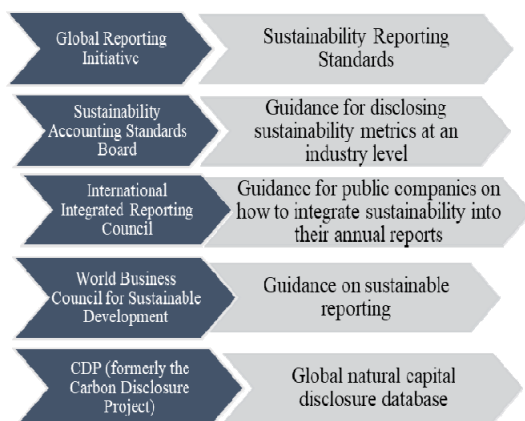 Global Reporting
Initiative
Sustainability Reporting
Standards
Sustainability
Accounting Standards
Board
Guidance for disclosing
sustainability metrics at an
industry level
International
Integrated Reporting
Council
Guidance for public companies on
how to integrate sustainability into
their annual reports
World Business
Council for Sustainable
Development
Guidance on sustainable
reporting
CDP (formerly the
Carbon Disclosure
Project)
Global natural capital
disclosure database